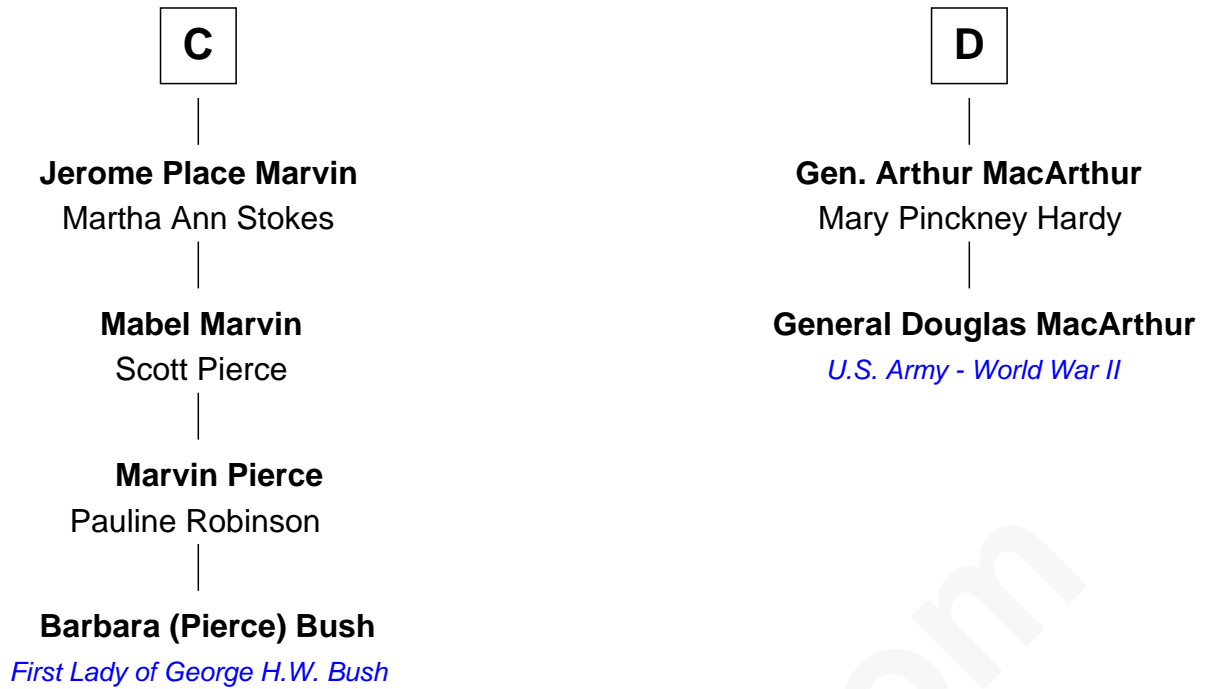 C
Jerome Place Marvin
Martha Ann Stokes
Mabel Marvin
Scott Pierce
Marvin Pierce
Pauline Robinson
Barbara (Pierce) Bush
First Lady of George H.W. Bush
D
Gen. Arthur MacArthur
Mary Pinckney Hardy
General Douglas MacArthur
U.S. Army - World War II
om